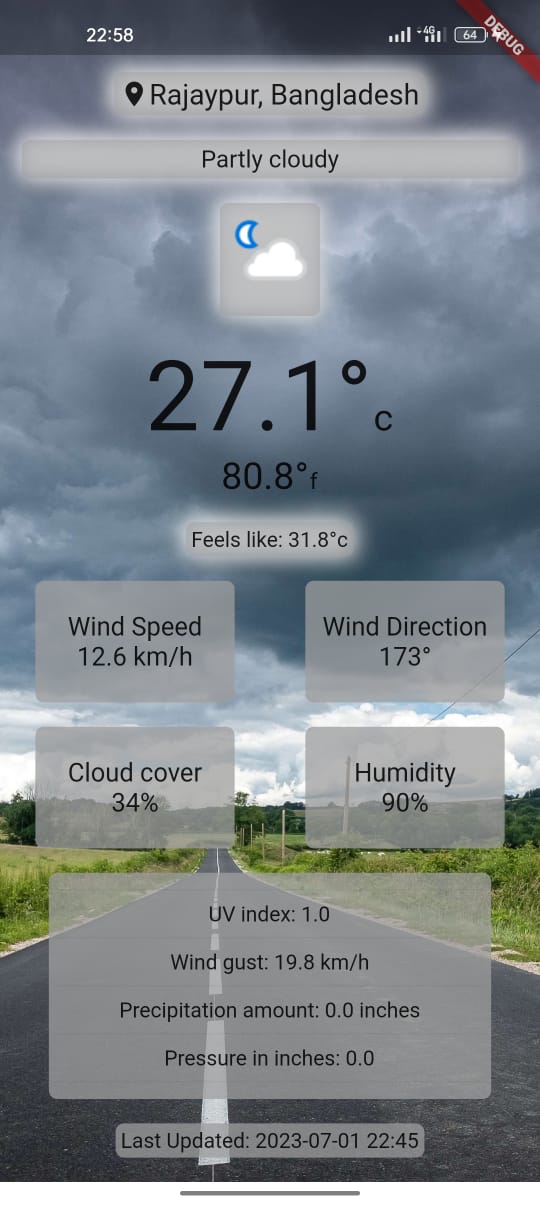 22:58
4G
64
DEBUG
Rajaypur, Bangladesh
Partly cloudy
27.1°c
80.8°f
Feels like: 31.8°c
Wind Speed
12.6 km/h
Wind Direction
173°
Cloud cover
34%
Humidity
90%
UV index: 1.0
Wind gust: 19.8 km/h
Precipitation amount: 0.0 inches
Pressure in inches: 0.0
Last Updated: 2023-07-01 22:45